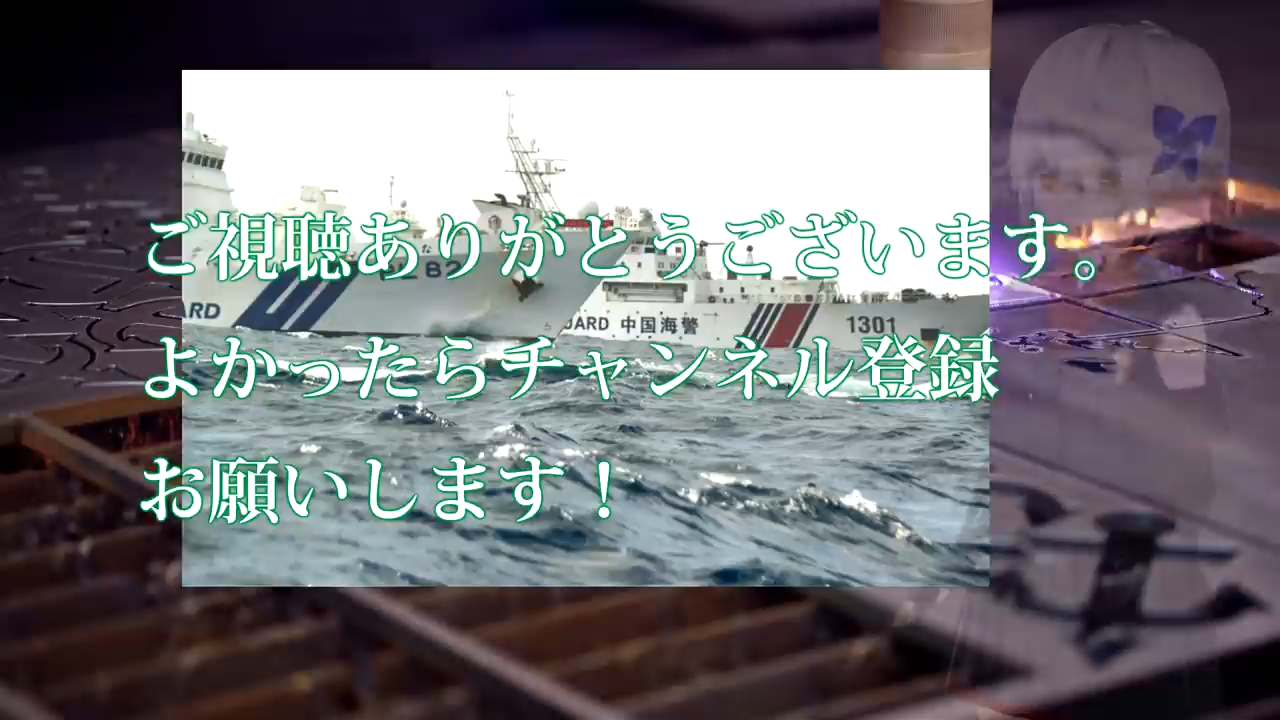 ご視聴ありがとうございます。
ARD
82
UARD 中国海警
1301
よかったらチャンネル登録
お願いします！